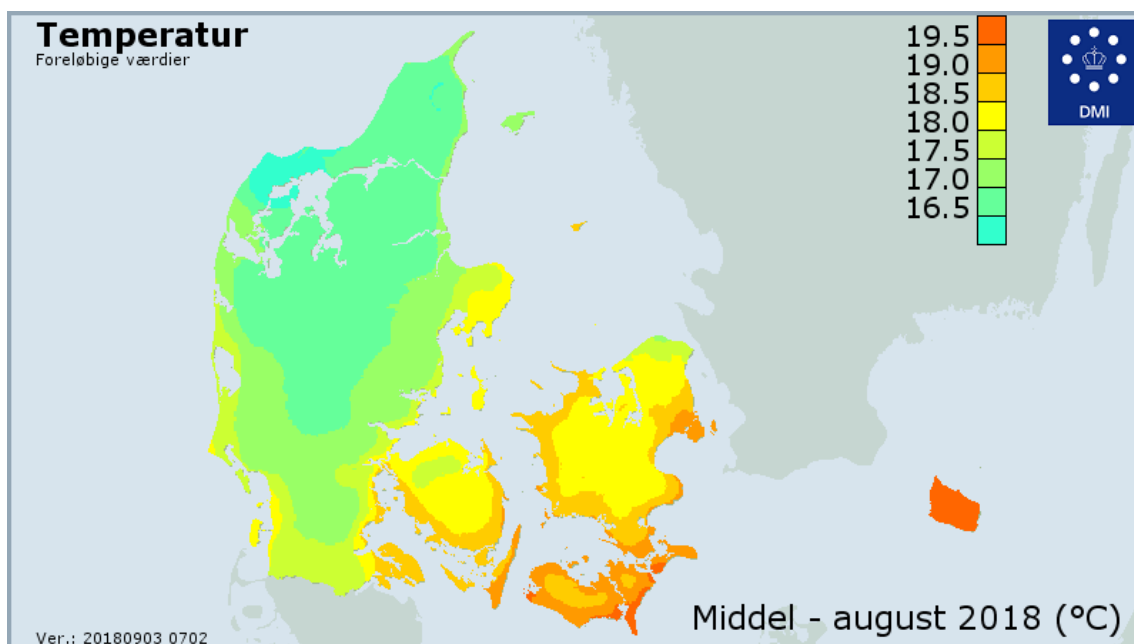 Temperatur
Foreløbige værdier
19.5
19.0
18.5
18.0
17.5
17.0
16.5
DMI
Middel - august 2018 (°C)
Ver.: 20180903 0702